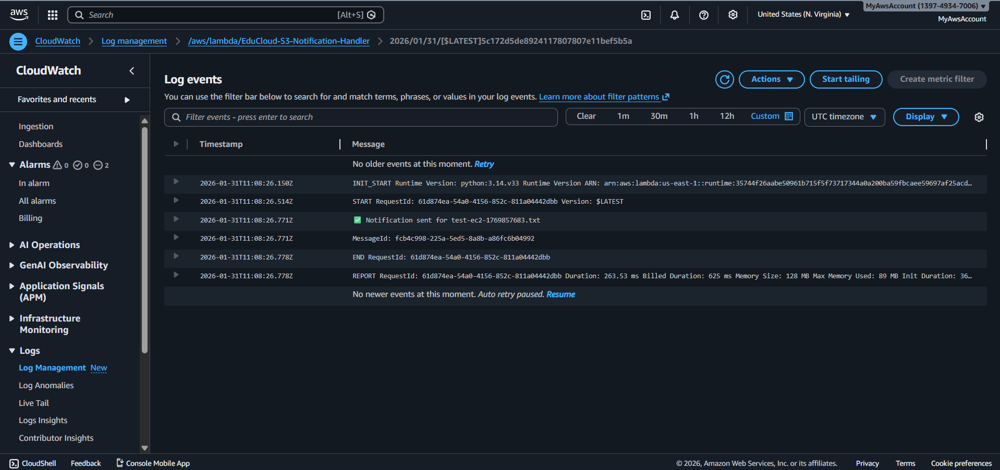 aws
Search [Alt+S]
United States (N. Virginia)
MyAwsAccount (1397-4934-7006)
MyAwsAccount
CloudWatch
Log management
/aws/lambda/EduCloud-S3-Notification-Handler
2026/01/31/[$LATEST]5c172d5de8924117807807e11bef5b5a
CloudWatch
Favorites and recents
Ingestion
Dashboards
Alarms 0 0 2
In alarm
All alarms
Billing
AI Operations
GenAI Observability
Application Signals
(APM)
Infrastructure
Monitoring
Logs
Log Management New
Log Anomalies
Live Tail
Logs Insights
Contributor Insights
Log events
Actions
Start tailing
Create metric filter
You can use the filter bar below to search for and match terms, phrases, or values in your log events. Learn more about filter patterns
Filter events - press enter to search
Clear 1m 30m 1h 12h Custom
UTC timezone
Display
Timestamp Message
No older events at this moment. Retry
2026-01-31T11:08:26.150Z INIT_START Runtime Version: python:3.14.v33 Runtime Version ARN: arn:aws:lambda:us-east-1::runtime:35744f26aabe50961b715f5f73717344a0a200ba59fbcaee59697af25acd…
2026-01-31T11:08:26.514Z START RequestId: 61d874ea-54a0-4156-852c-811a04442dbb Version: $LATEST
2026-01-31T11:08:26.771Z ✅ Notification sent for test-ec2-1769857683.txt
2026-01-31T11:08:26.771Z MessageId: fcb4c998-225a-5ed5-8a8b-a86fc6b04992
2026-01-31T11:08:26.778Z END RequestId: 61d874ea-54a0-4156-852c-811a04442dbb
2026-01-31T11:08:26.778Z REPORT RequestId: 61d874ea-54a0-4156-852c-811a04442dbb Duration: 263.53 ms Billed Duration: 625 ms Memory Size: 128 MB Max Memory Used: 89 MB Init Duration: 36…
No newer events at this moment. Auto retry paused. Resume
CloudShell Feedback Console Mobile App
© 2026, Amazon Web Services, Inc. or its affiliates. Privacy Terms Cookie preferences